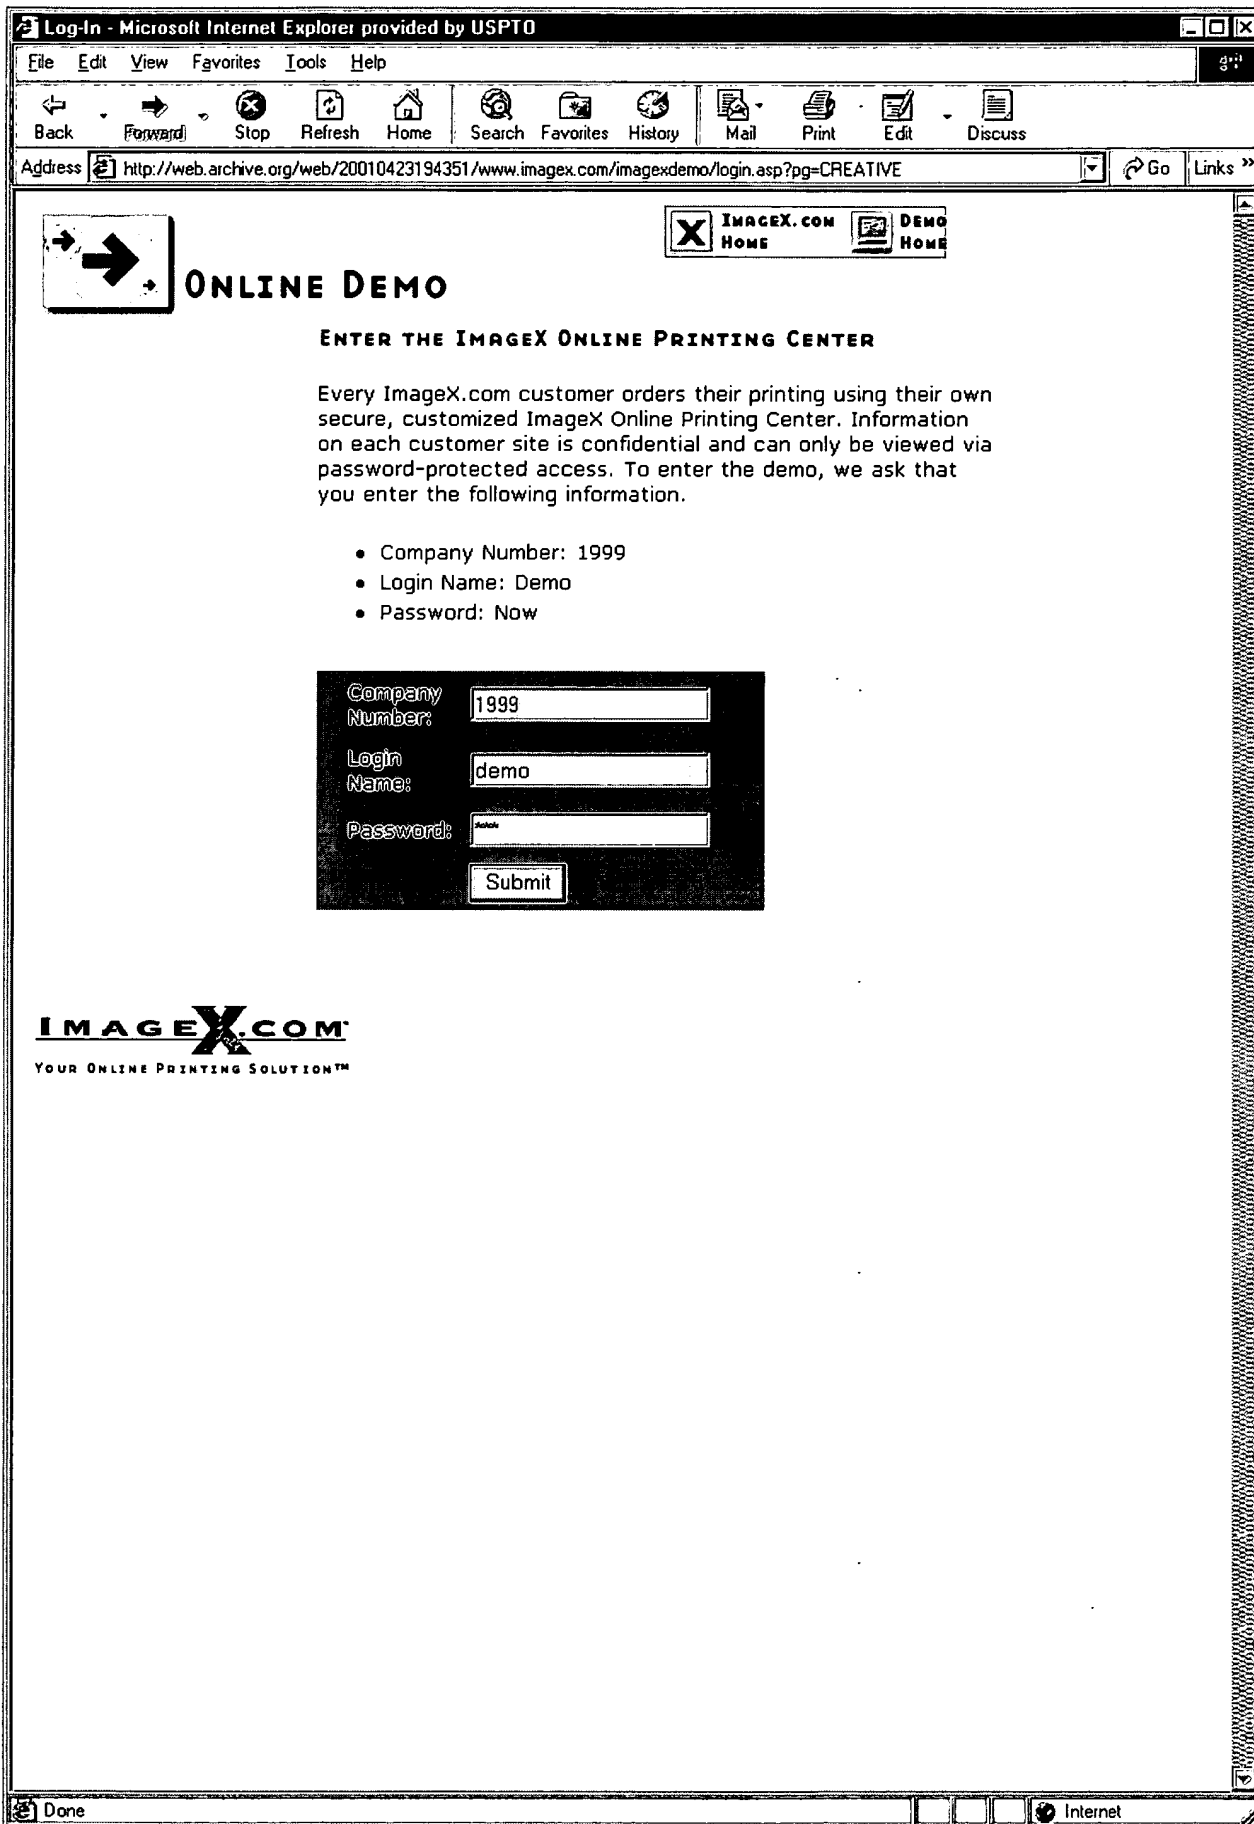 Log-In - Microsoft Internet Explorer provided by USPTO
File Edit View Favorites Tools Help
Back Forward Stop Refresh Home Search Favorites History Mail Print Edit Discuss
Address http://web.archive.org/web/20010423194351/www.imagex.com/imagexdemo/login.asp?pg=CREATIVE Go Links »
X IMAGEX.COM HOME DEMO HOME
ONLINE DEMO
ENTER THE IMAGEX ONLINE PRINTING CENTER
Every ImageX.com customer orders their printing using their own
secure, customized ImageX Online Printing Center. Information
on each customer site is confidential and can only be viewed via
password-protected access. To enter the demo, we ask that
you enter the following information.
• Company Number: 1999
• Login Name: Demo
• Password: Now
Company Number: 1999
Login Name: demo
Password: ***
Submit
IMAGEX.COM
YOUR ONLINE PRINTING SOLUTION™
Done Internet